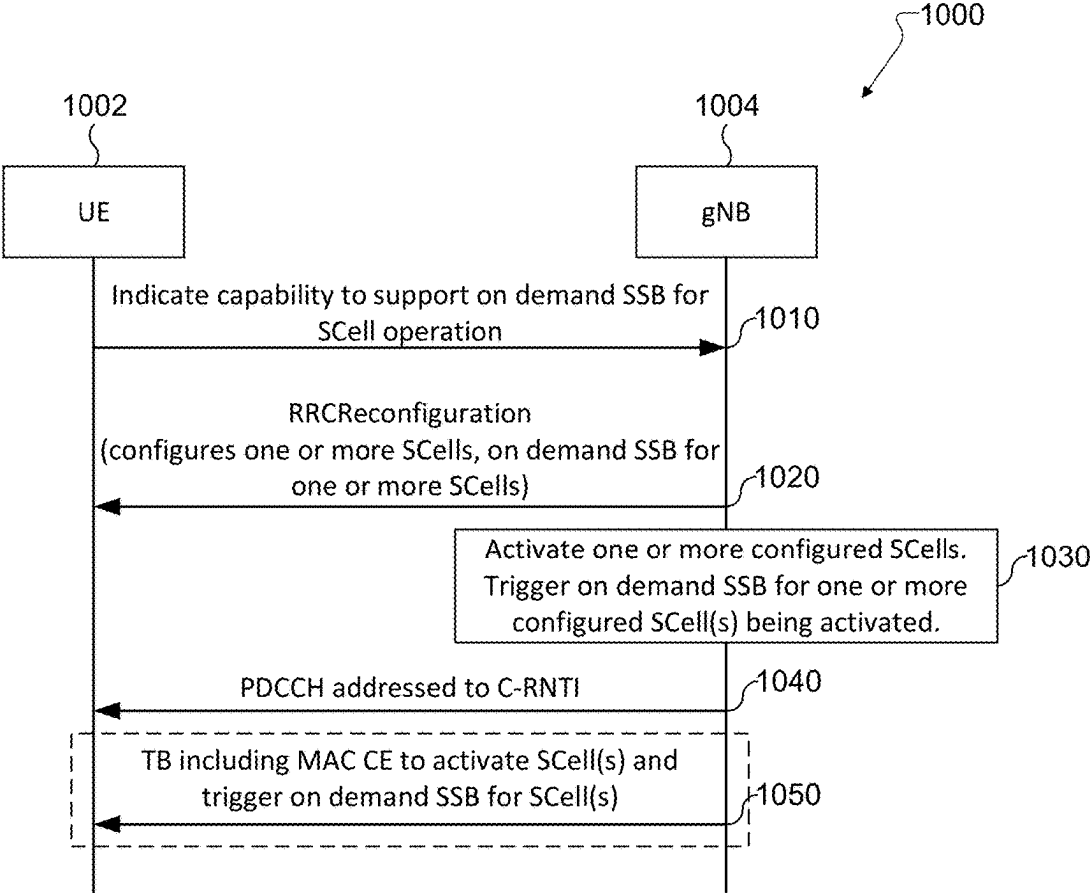 1000
1002
1004
UE
gNB
Indicate capability to support on demand SSB for
SCell operation
1010
RRCReconfiguration
(configures one or more SCells, on demand SSB for
one or more SCells)
1020
Activate one or more configured SCells.
Trigger on demand SSB for one or more
configured SCell(s) being activated.
1030
PDCCH addressed to C-RNTI
1040
TB including MAC CE to activate SCell(s) and
trigger on demand SSB for SCell(s)
1050